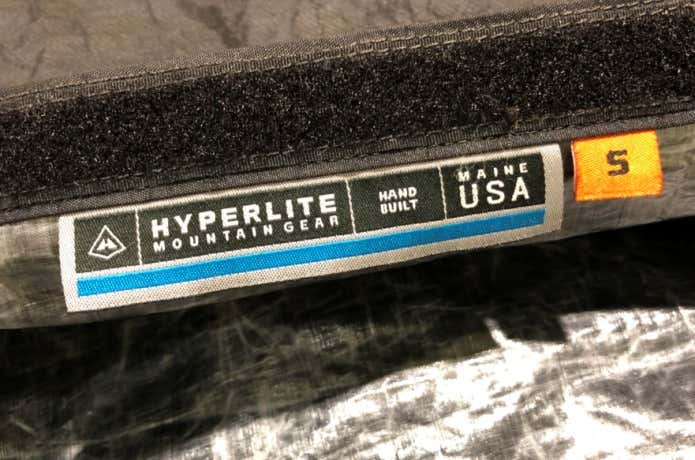 HYPERLITE
MOUNTAIN GEAR
HAND
BUILT
MAINE
USA
S